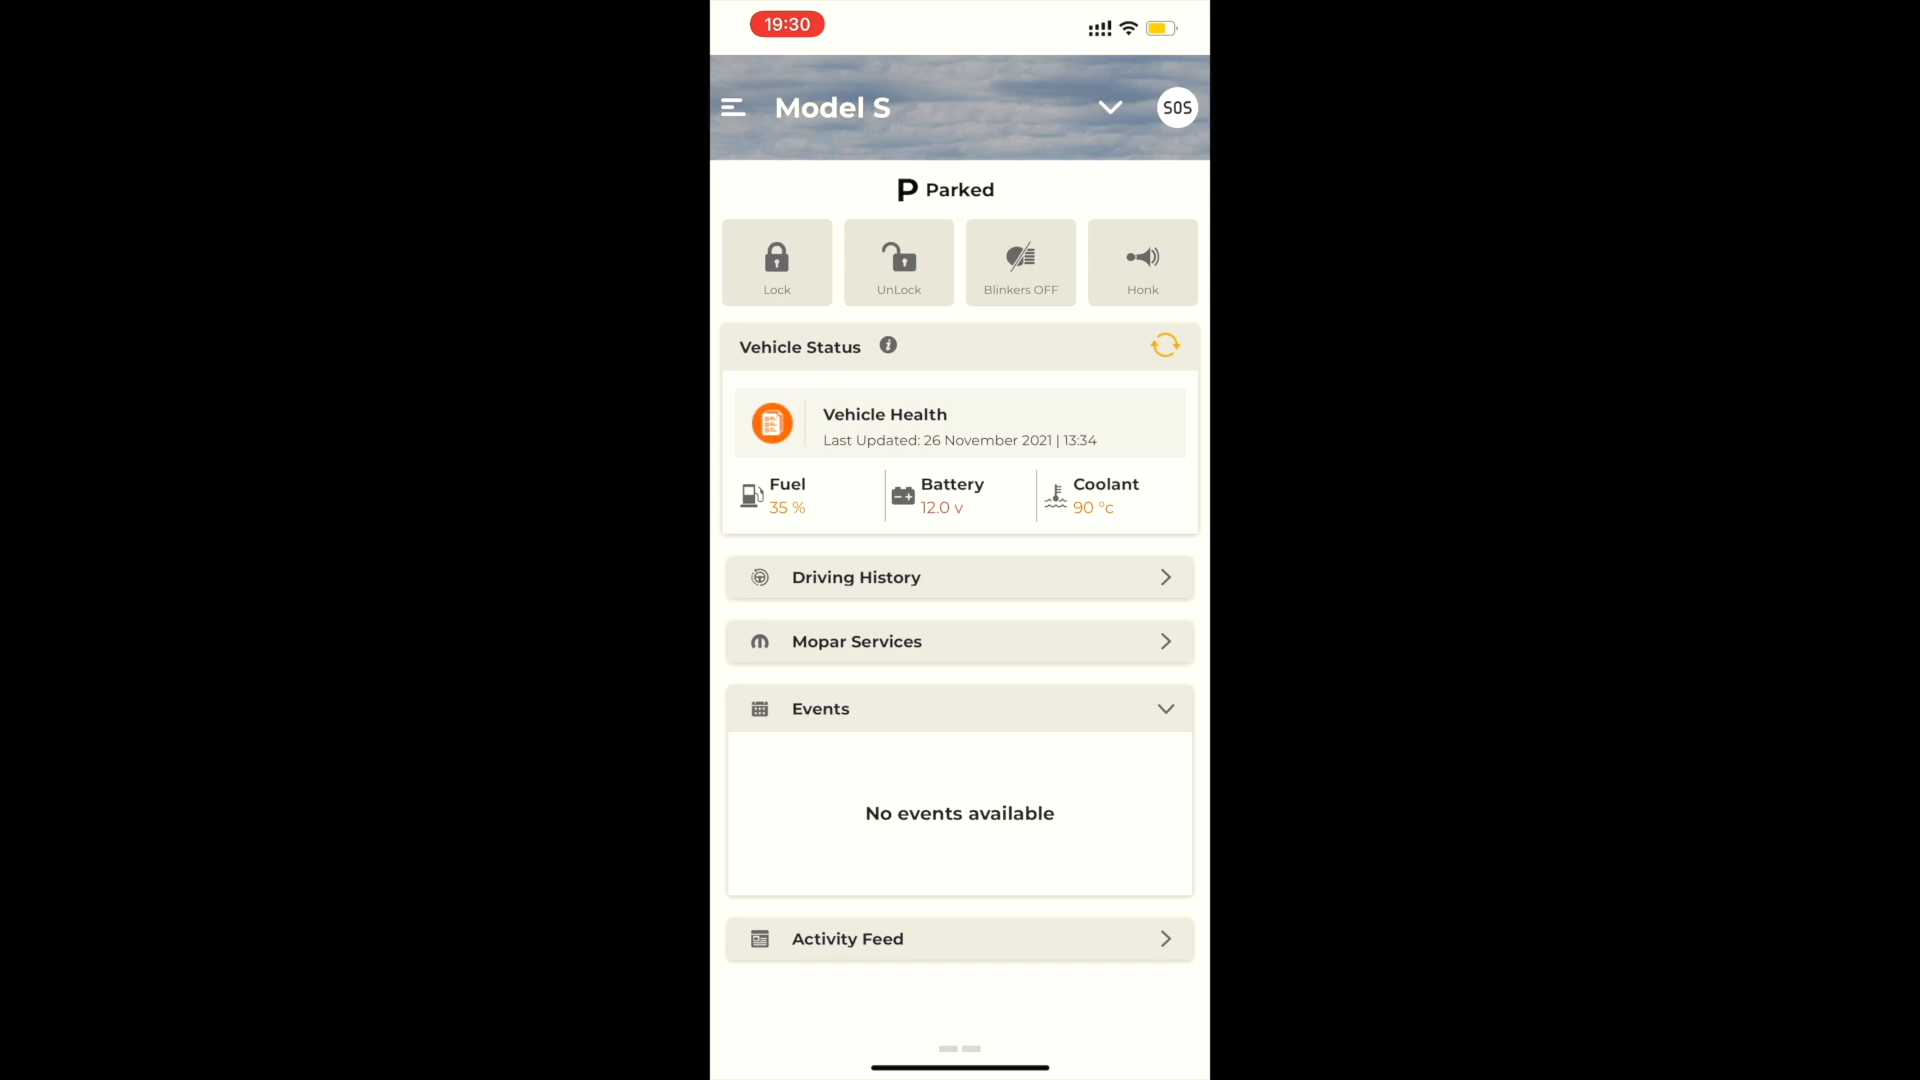 19:30
Model S
SOS
P Parked
Lock
UnLock
Blinkers OFF
Honk
Vehicle Status
Vehicle Health
Last Updated: 26 November 2021 | 13:34
Fuel
35 %
Battery
12.0 v
Coolant
90 °c
Driving History
Mopar Services
Events
No events available
Activity Feed